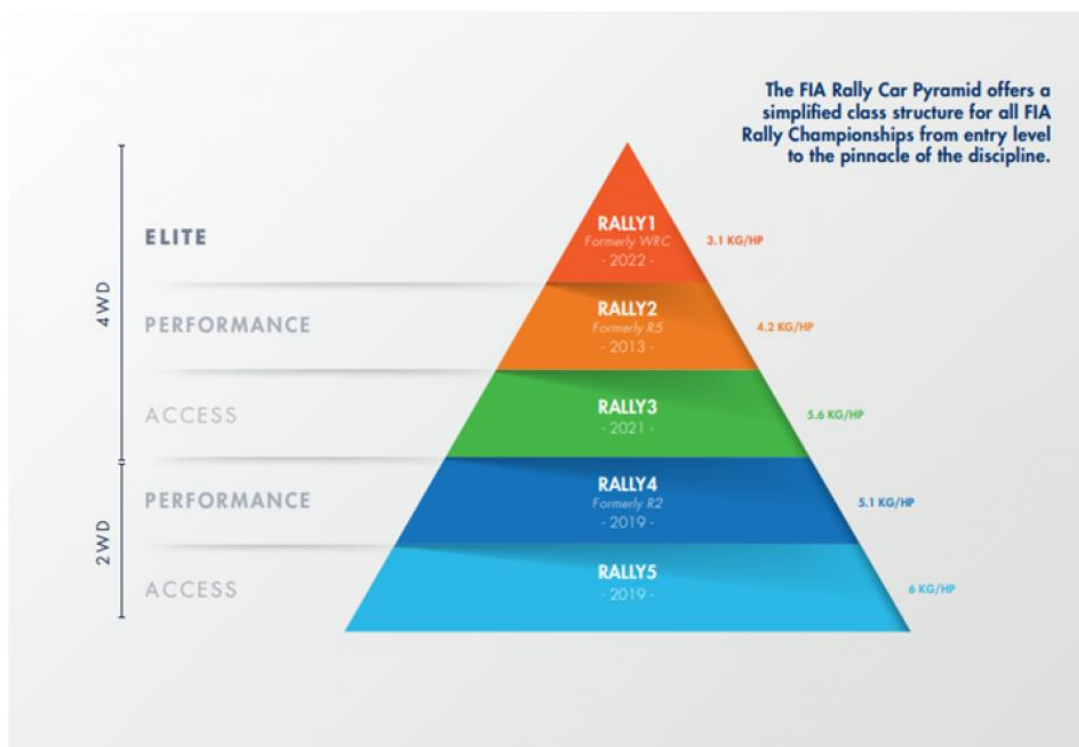 The FIA Rally Car Pyramid offers a
simplified class structure for all FIA
Rally Championships from entry level
to the pinnacle of the discipline.
4WD
ELITE
RALLY1
Formerly WRC
- 2022 -
3.1 KG/HP
PERFORMANCE
RALLY2
Formerly R5
- 2013 -
4.2 KG/HP
ACCESS
RALLY3
- 2021 -
5.6 KG/HP
2WD
PERFORMANCE
RALLY4
Formerly R2
- 2019 -
5.1 KG/HP
ACCESS
RALLY5
- 2019 -
6 KG/HP